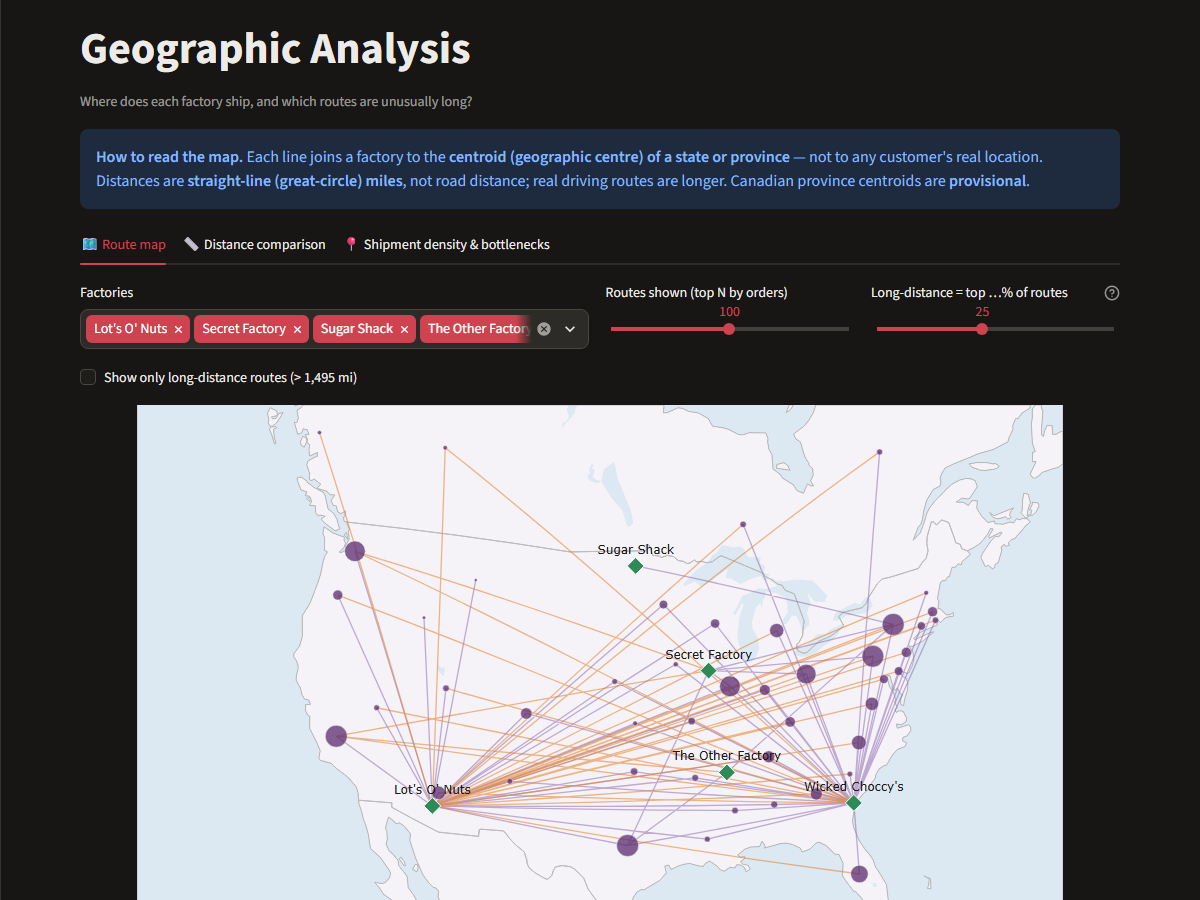 Geographic Analysis
Where does each factory ship, and which routes are unusually long?
How to read the map. Each line joins a factory to the centroid (geographic centre) of a state or province — not to any customer's real location.
Distances are straight-line (great-circle) miles, not road distance; real driving routes are longer. Canadian province centroids are provisional.
Route map Distance comparison Shipment density & bottlenecks
Factories Routes shown (top N by orders) Long-distance = top …% of routes
100 25
Lot's O' Nuts Secret Factory Sugar Shack The Other Factory
Show only long-distance routes (> 1,495 mi)
Sugar Shack
Secret Factory
The Other Factory
Wicked Choccy's
Lot's O' Nuts